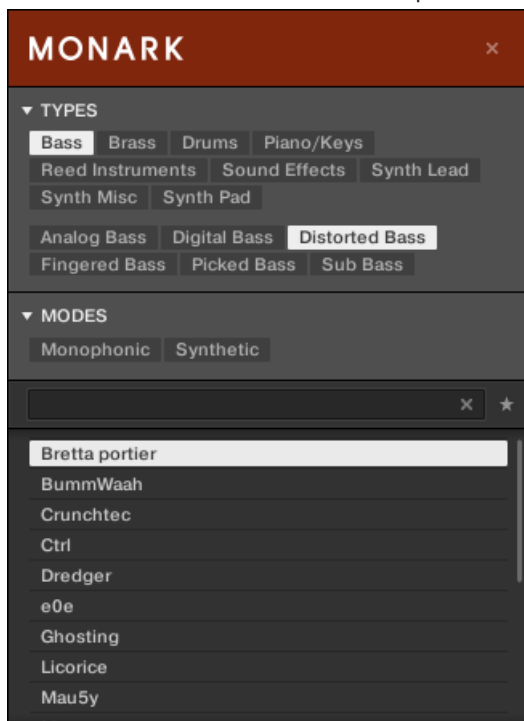 MONARK
TYPES
Bass Brass Drums Piano/Keys
Reed Instruments Sound Effects Synth Lead
Synth Misc Synth Pad
Analog Bass Digital Bass Distorted Bass
Fingered Bass Picked Bass Sub Bass
MODES
Monophonic Synthetic
Bretta portier
BummWaah
Crunchtec
Ctrl
Dredger
e0e
Ghosting
Licorice
Mau5y